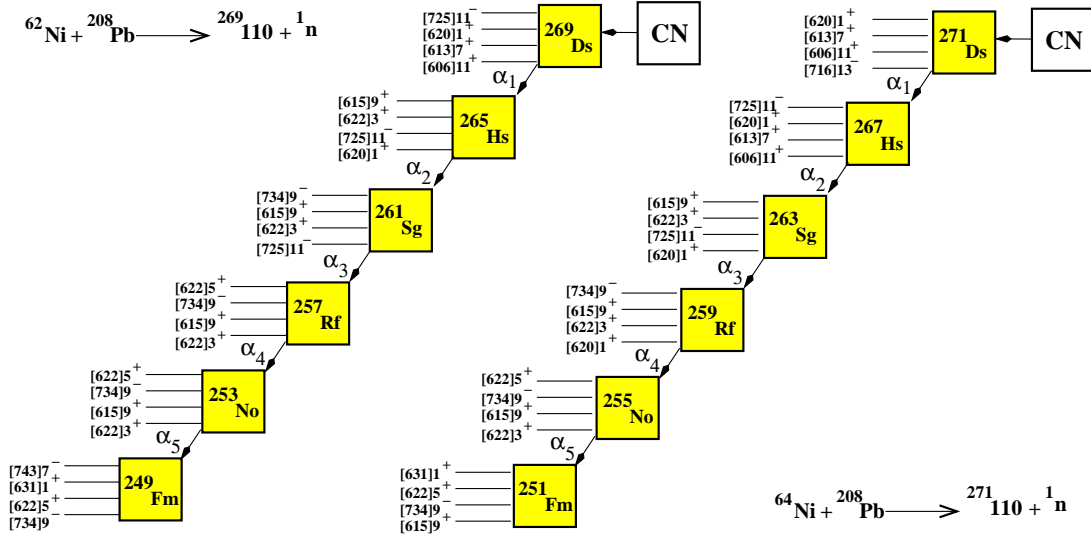 ⁶²Ni + ²⁰⁸Pb ⟶ ²⁶⁹110 + ¹n
[725]11⁻
[620]1⁺
[613]7⁺
[606]11⁺
²⁶⁹Ds
CN
α₁
[615]9⁺
[622]3⁺
[725]11⁻
[620]1⁺
²⁶⁵Hs
α₂
[734]9⁻
[615]9⁺
[622]3⁺
[725]11⁻
²⁶¹Sg
α₃
[622]5⁺
[734]9⁻
[615]9⁺
[622]3⁺
²⁵⁷Rf
α₄
[622]5⁺
[734]9⁻
[615]9⁺
[622]3⁺
²⁵³No
α₅
[743]7⁻
[631]1⁺
[622]5⁺
[734]9⁻
²⁴⁹Fm
[620]1⁺
[613]7⁺
[606]11⁺
[716]13⁻
²⁷¹Ds
CN
α₁
[725]11⁻
[620]1⁺
[613]7⁺
[606]11⁺
²⁶⁷Hs
α₂
[615]9⁺
[622]3⁺
[725]11⁻
[620]1⁺
²⁶³Sg
α₃
[734]9⁻
[615]9⁺
[622]3⁺
[620]1⁺
²⁵⁹Rf
α₄
[622]5⁺
[734]9⁻
[615]9⁺
[622]3⁺
²⁵⁵No
α₅
[631]1⁺
[622]5⁺
[734]9⁻
[615]9⁺
²⁵¹Fm
⁶⁴Ni + ²⁰⁸Pb ⟶ ²⁷¹110 + ¹n